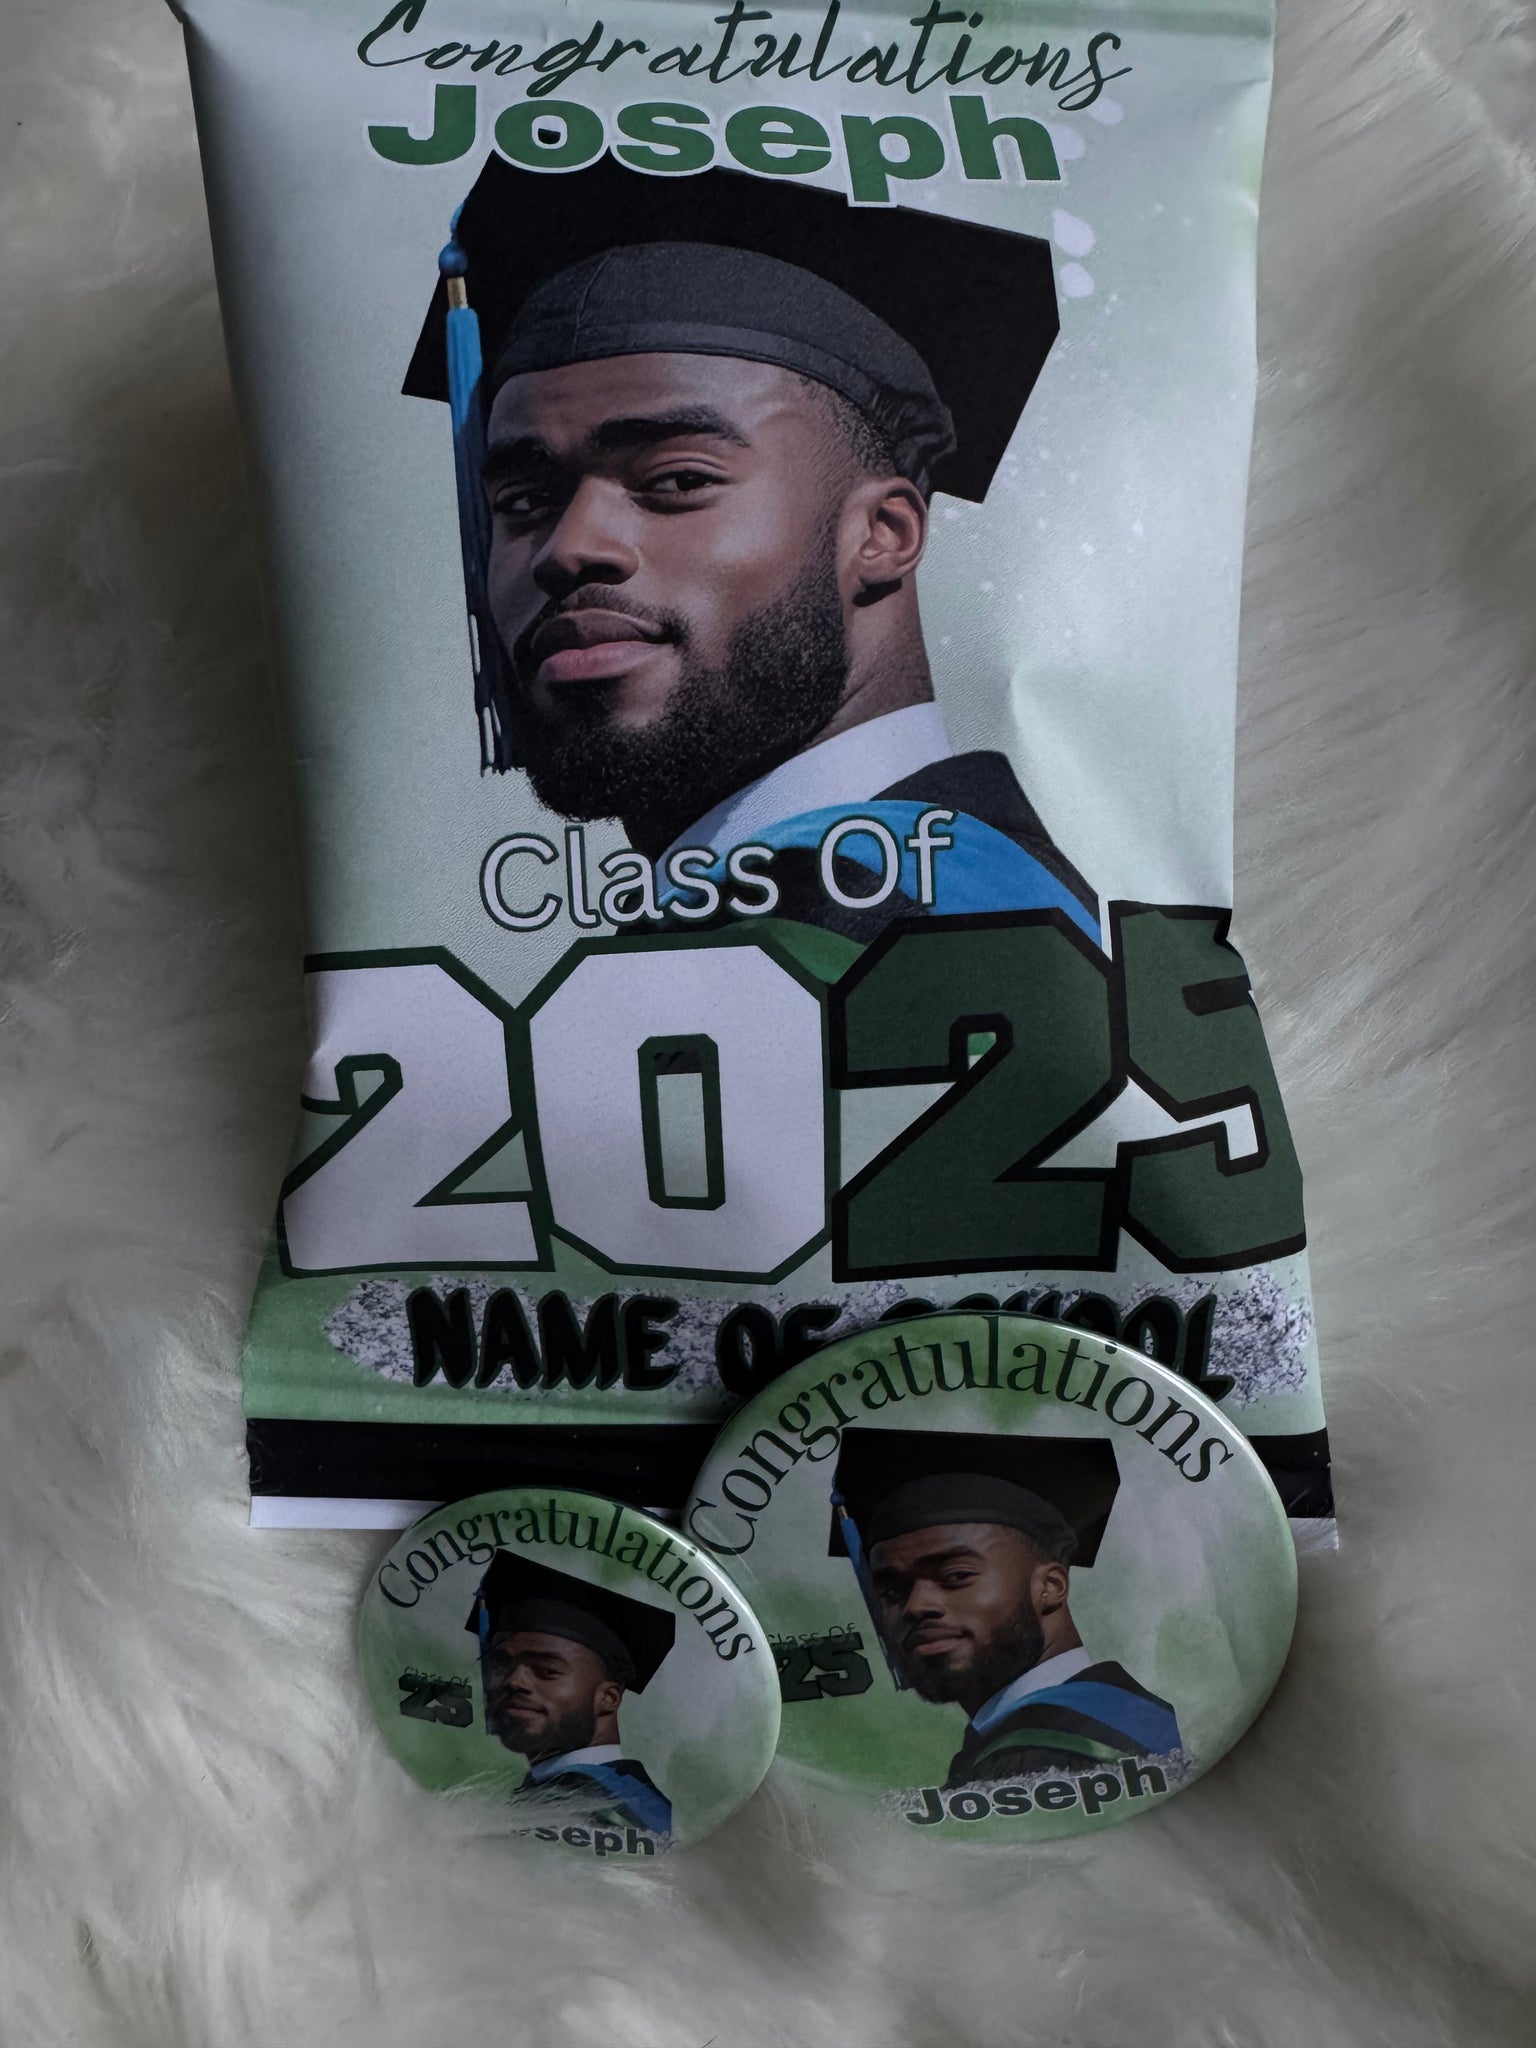 Congratulations
Joseph
Class Of
2025
NAME OF SCHOOL
Congratulations
Class Of
25
Joseph
Congratulations
Class Of
25
Joseph